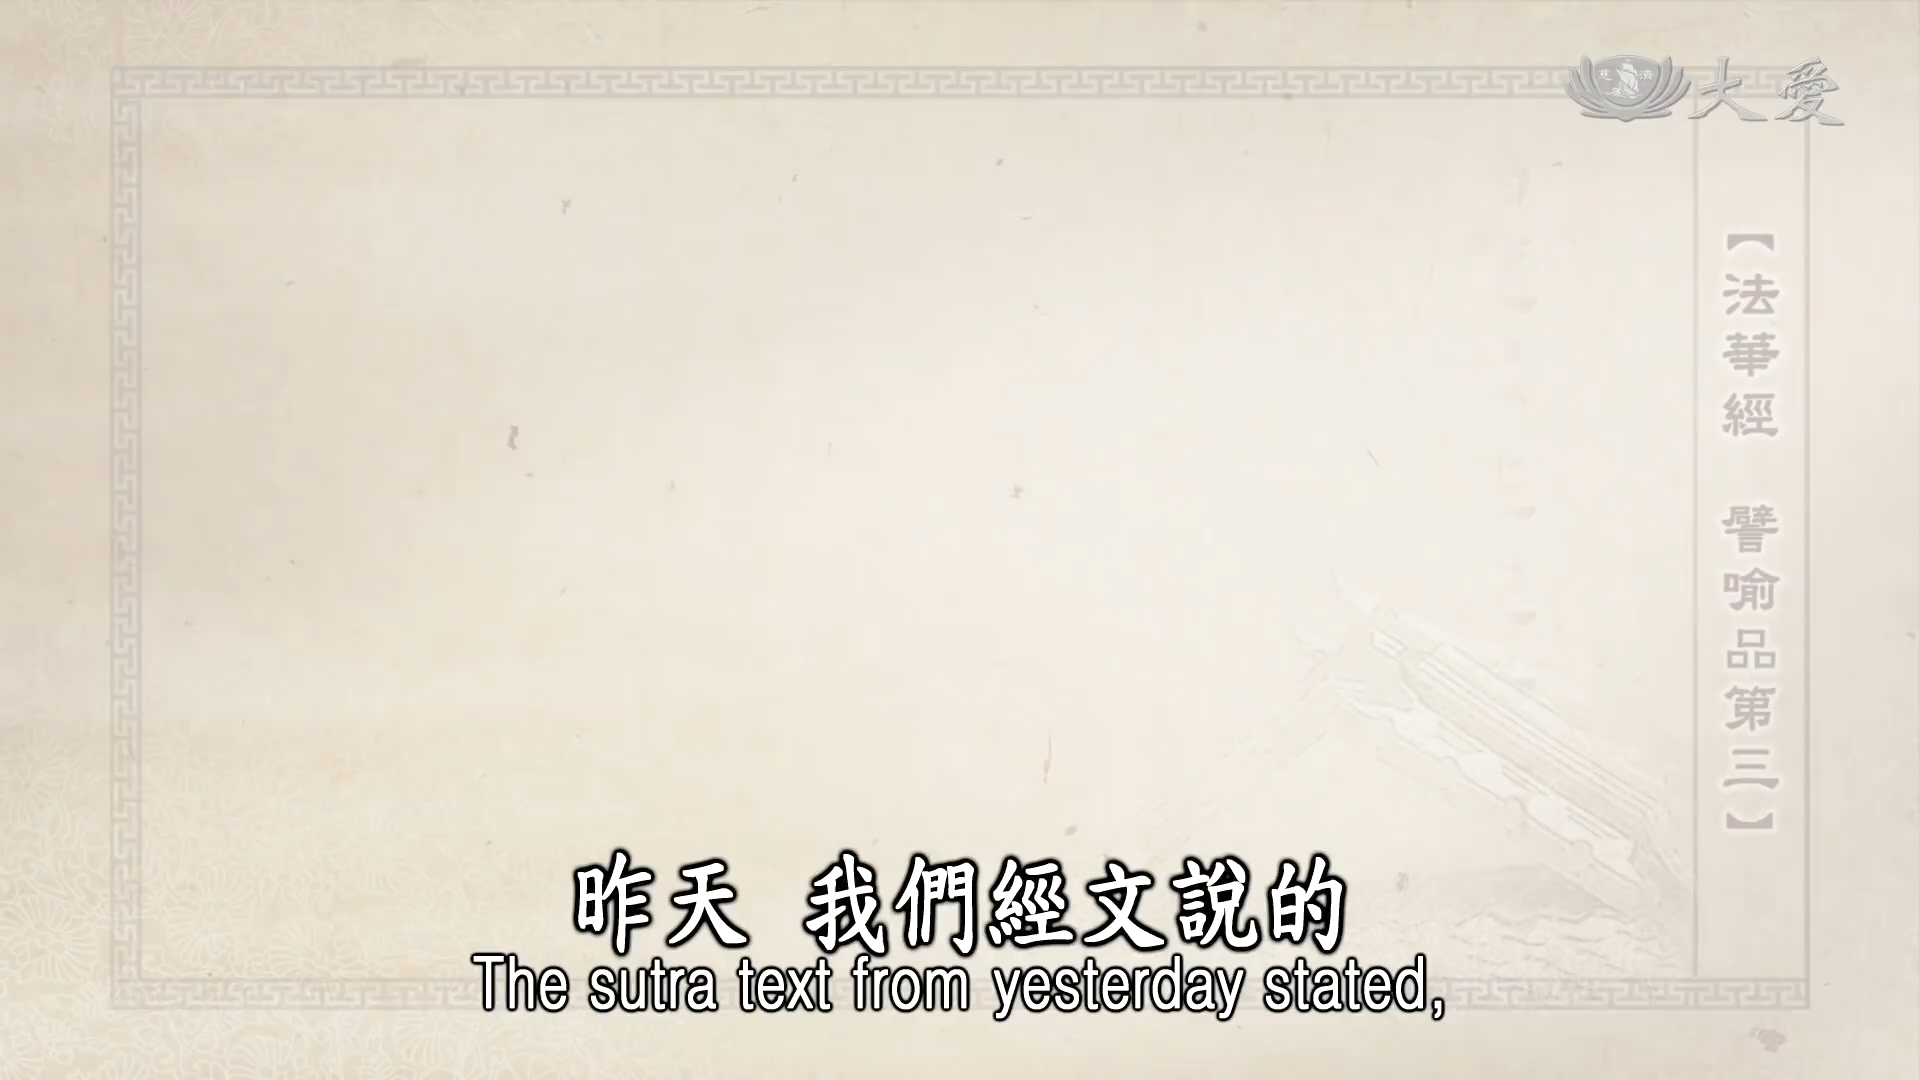 大愛
【法華經 譬喻品第三】
昨天 我們經文說的
The sutra text from yesterday stated,